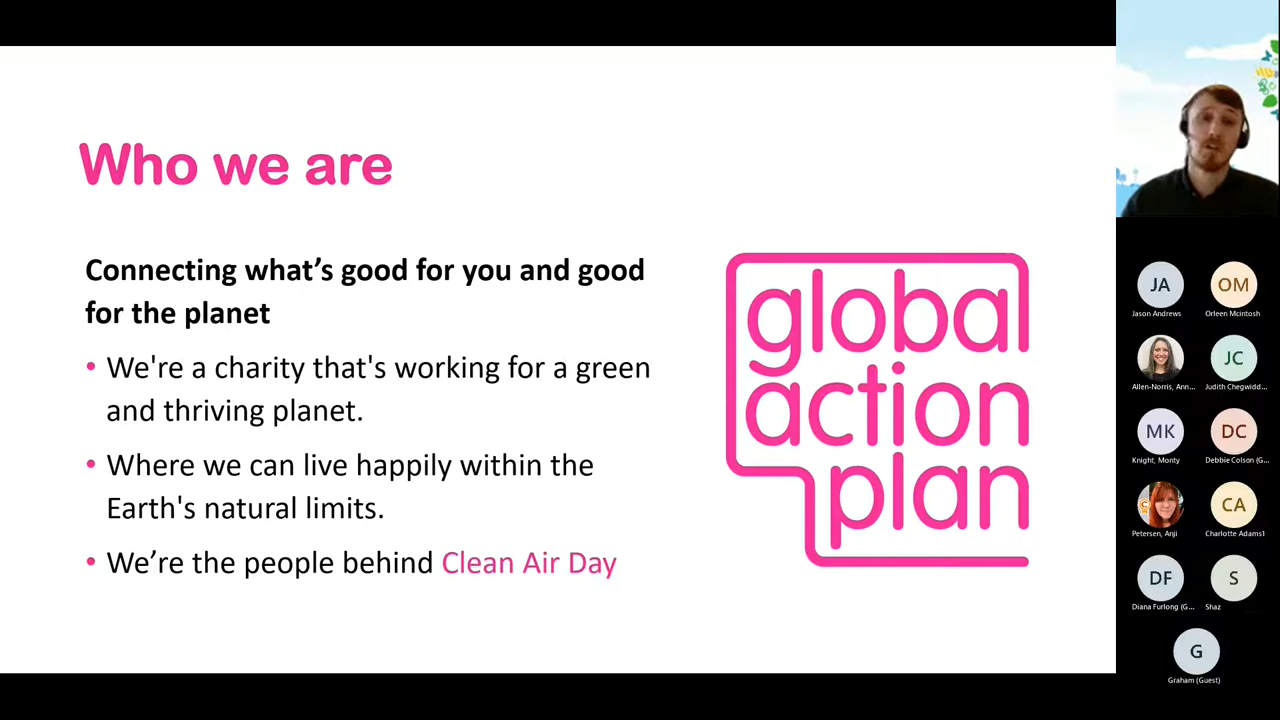 Who we are
Connecting what’s good for you and good
for the planet
• We're a charity that's working for a green
and thriving planet.
• Where we can live happily within the
Earth's natural limits.
• We’re the people behind Clean Air Day
global
action
plan
JA
Jason Andrews
OM
Orleen Mcintosh
Allen-Norris, Ann...
JC
Judith Chegwidd...
MK
Knight, Monty
DC
Debbie Colson (G...
Petersen, Anji
CA
Charlotte Adams1
DF
Diana Furlong (G...
S
Shaz
G
Graham (Guest)